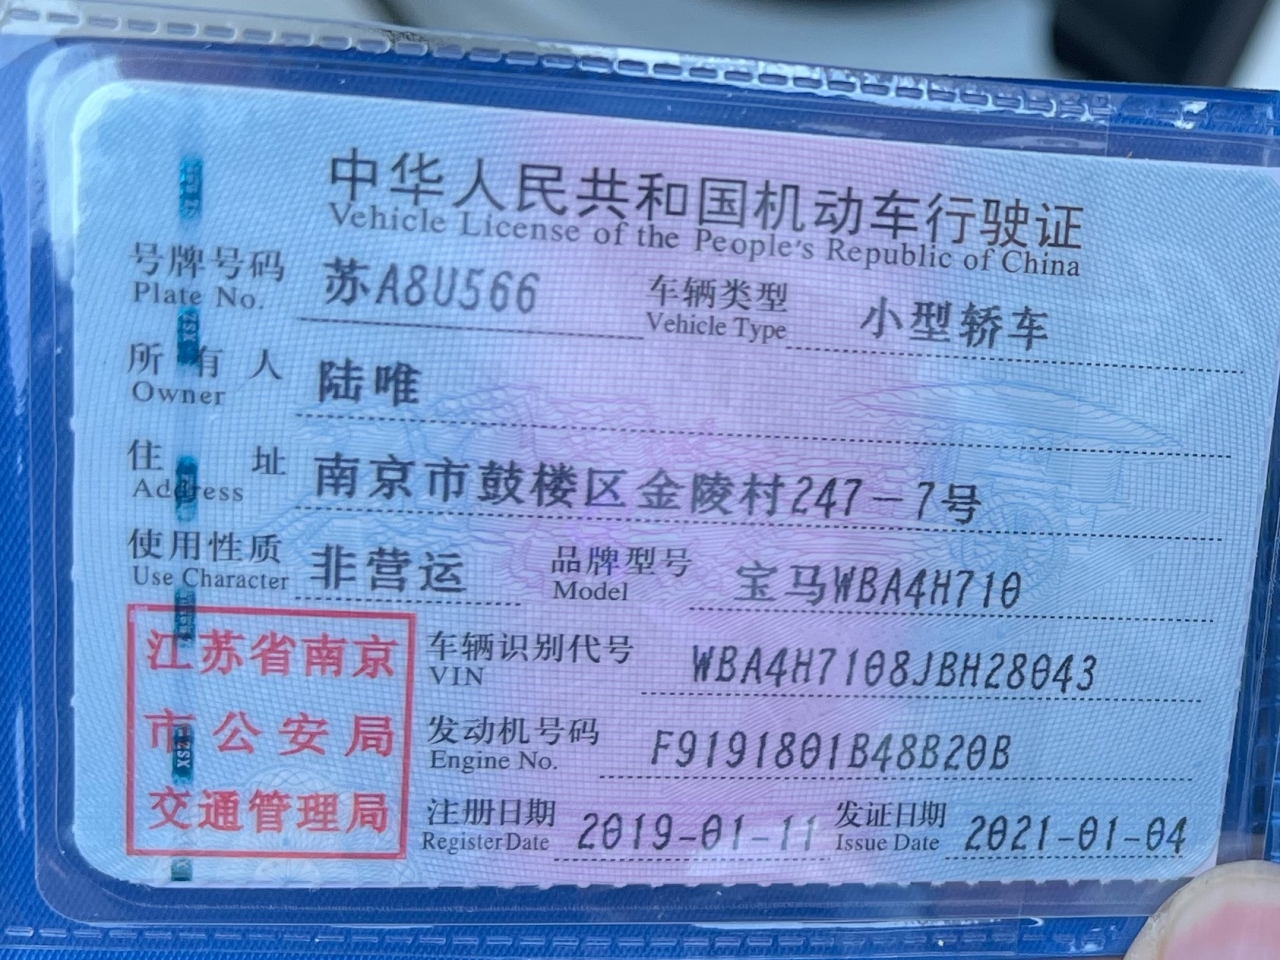 中华人民共和国机动车行驶证
Vehicle License of the People's Republic of China
号牌号码 苏A8U566 车辆类型 小型轿车
Plate No. Vehicle Type
所有人 陆唯
Owner
住址 南京市鼓楼区金陵村247-7号
Address
使用性质 非营运 品牌型号 宝马WBA4H710
Use Character Model
江苏省南京
市公安局
交通管理局
车辆识别代号 WBA4H7108JBH28043
VIN
发动机号码 F9191801B48B20B
Engine No.
注册日期 2019-01-11 发证日期 2021-01-04
Register Date Issue Date